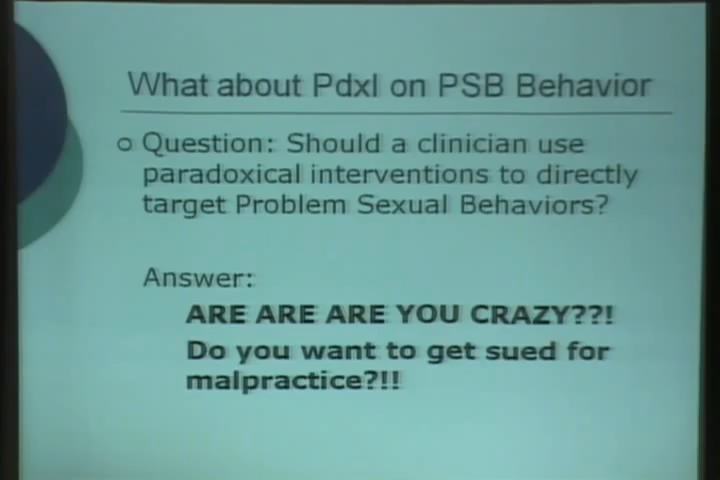 What about Pdxl on PSB Behavior
Question: Should a clinician use
paradoxical interventions to directly
target Problem Sexual Behaviors?
Answer:
ARE ARE ARE YOU CRAZY??!
Do you want to get sued for
malpractice?!!